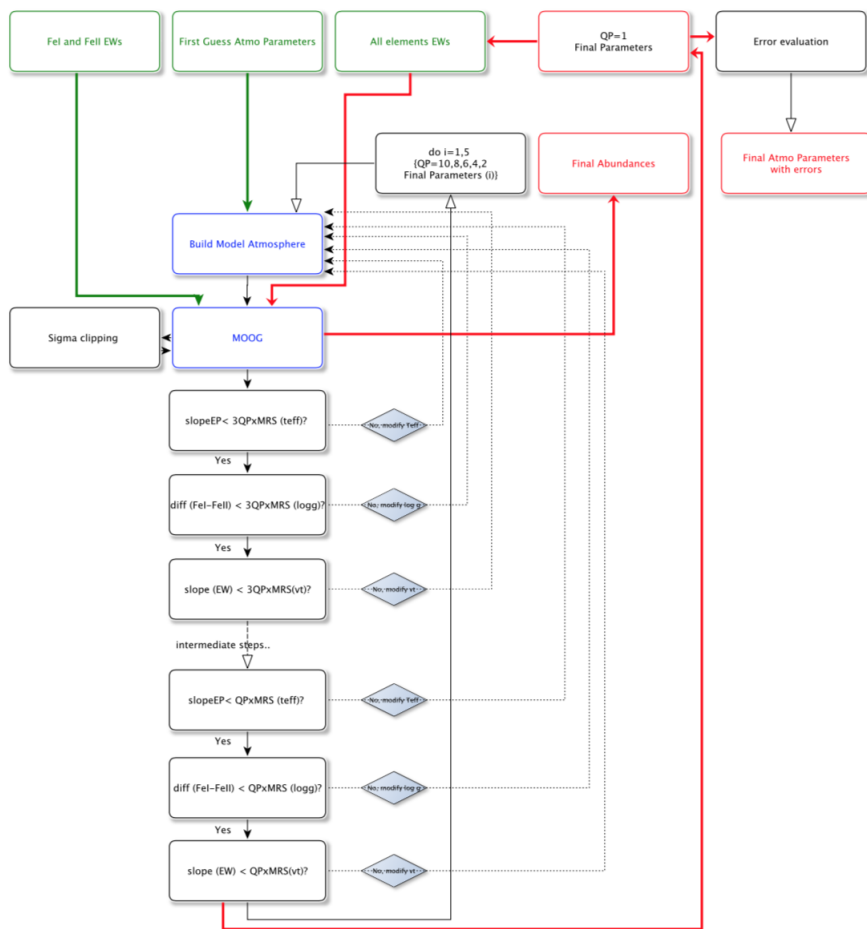 FeI and FeII EWs
First Guess Atmo Parameters
All elements EWs
QP=1
Final Parameters
Error evaluation
do i=1,5
{QP=10,8,6,4,2
Final Parameters (i)}
Final Abundances
Final Atmo Parameters
with errors
Build Model Atmosphere
Sigma clipping
MOOG
slopeEP< 3QPxMRS (teff)?
No, modify Teff
Yes
diff (FeI-FeII) < 3QPxMRS (logg)?
No, modify log g
Yes
slope (EW) < 3QPxMRS(vt)?
No, modify vt
intermediate steps..
slopeEP< QPxMRS (teff)?
No, modify Teff
Yes
diff (FeI-FeII) < QPxMRS (logg)?
No, modify log g
Yes
slope (EW) < QPxMRS(vt)?
No, modify vt